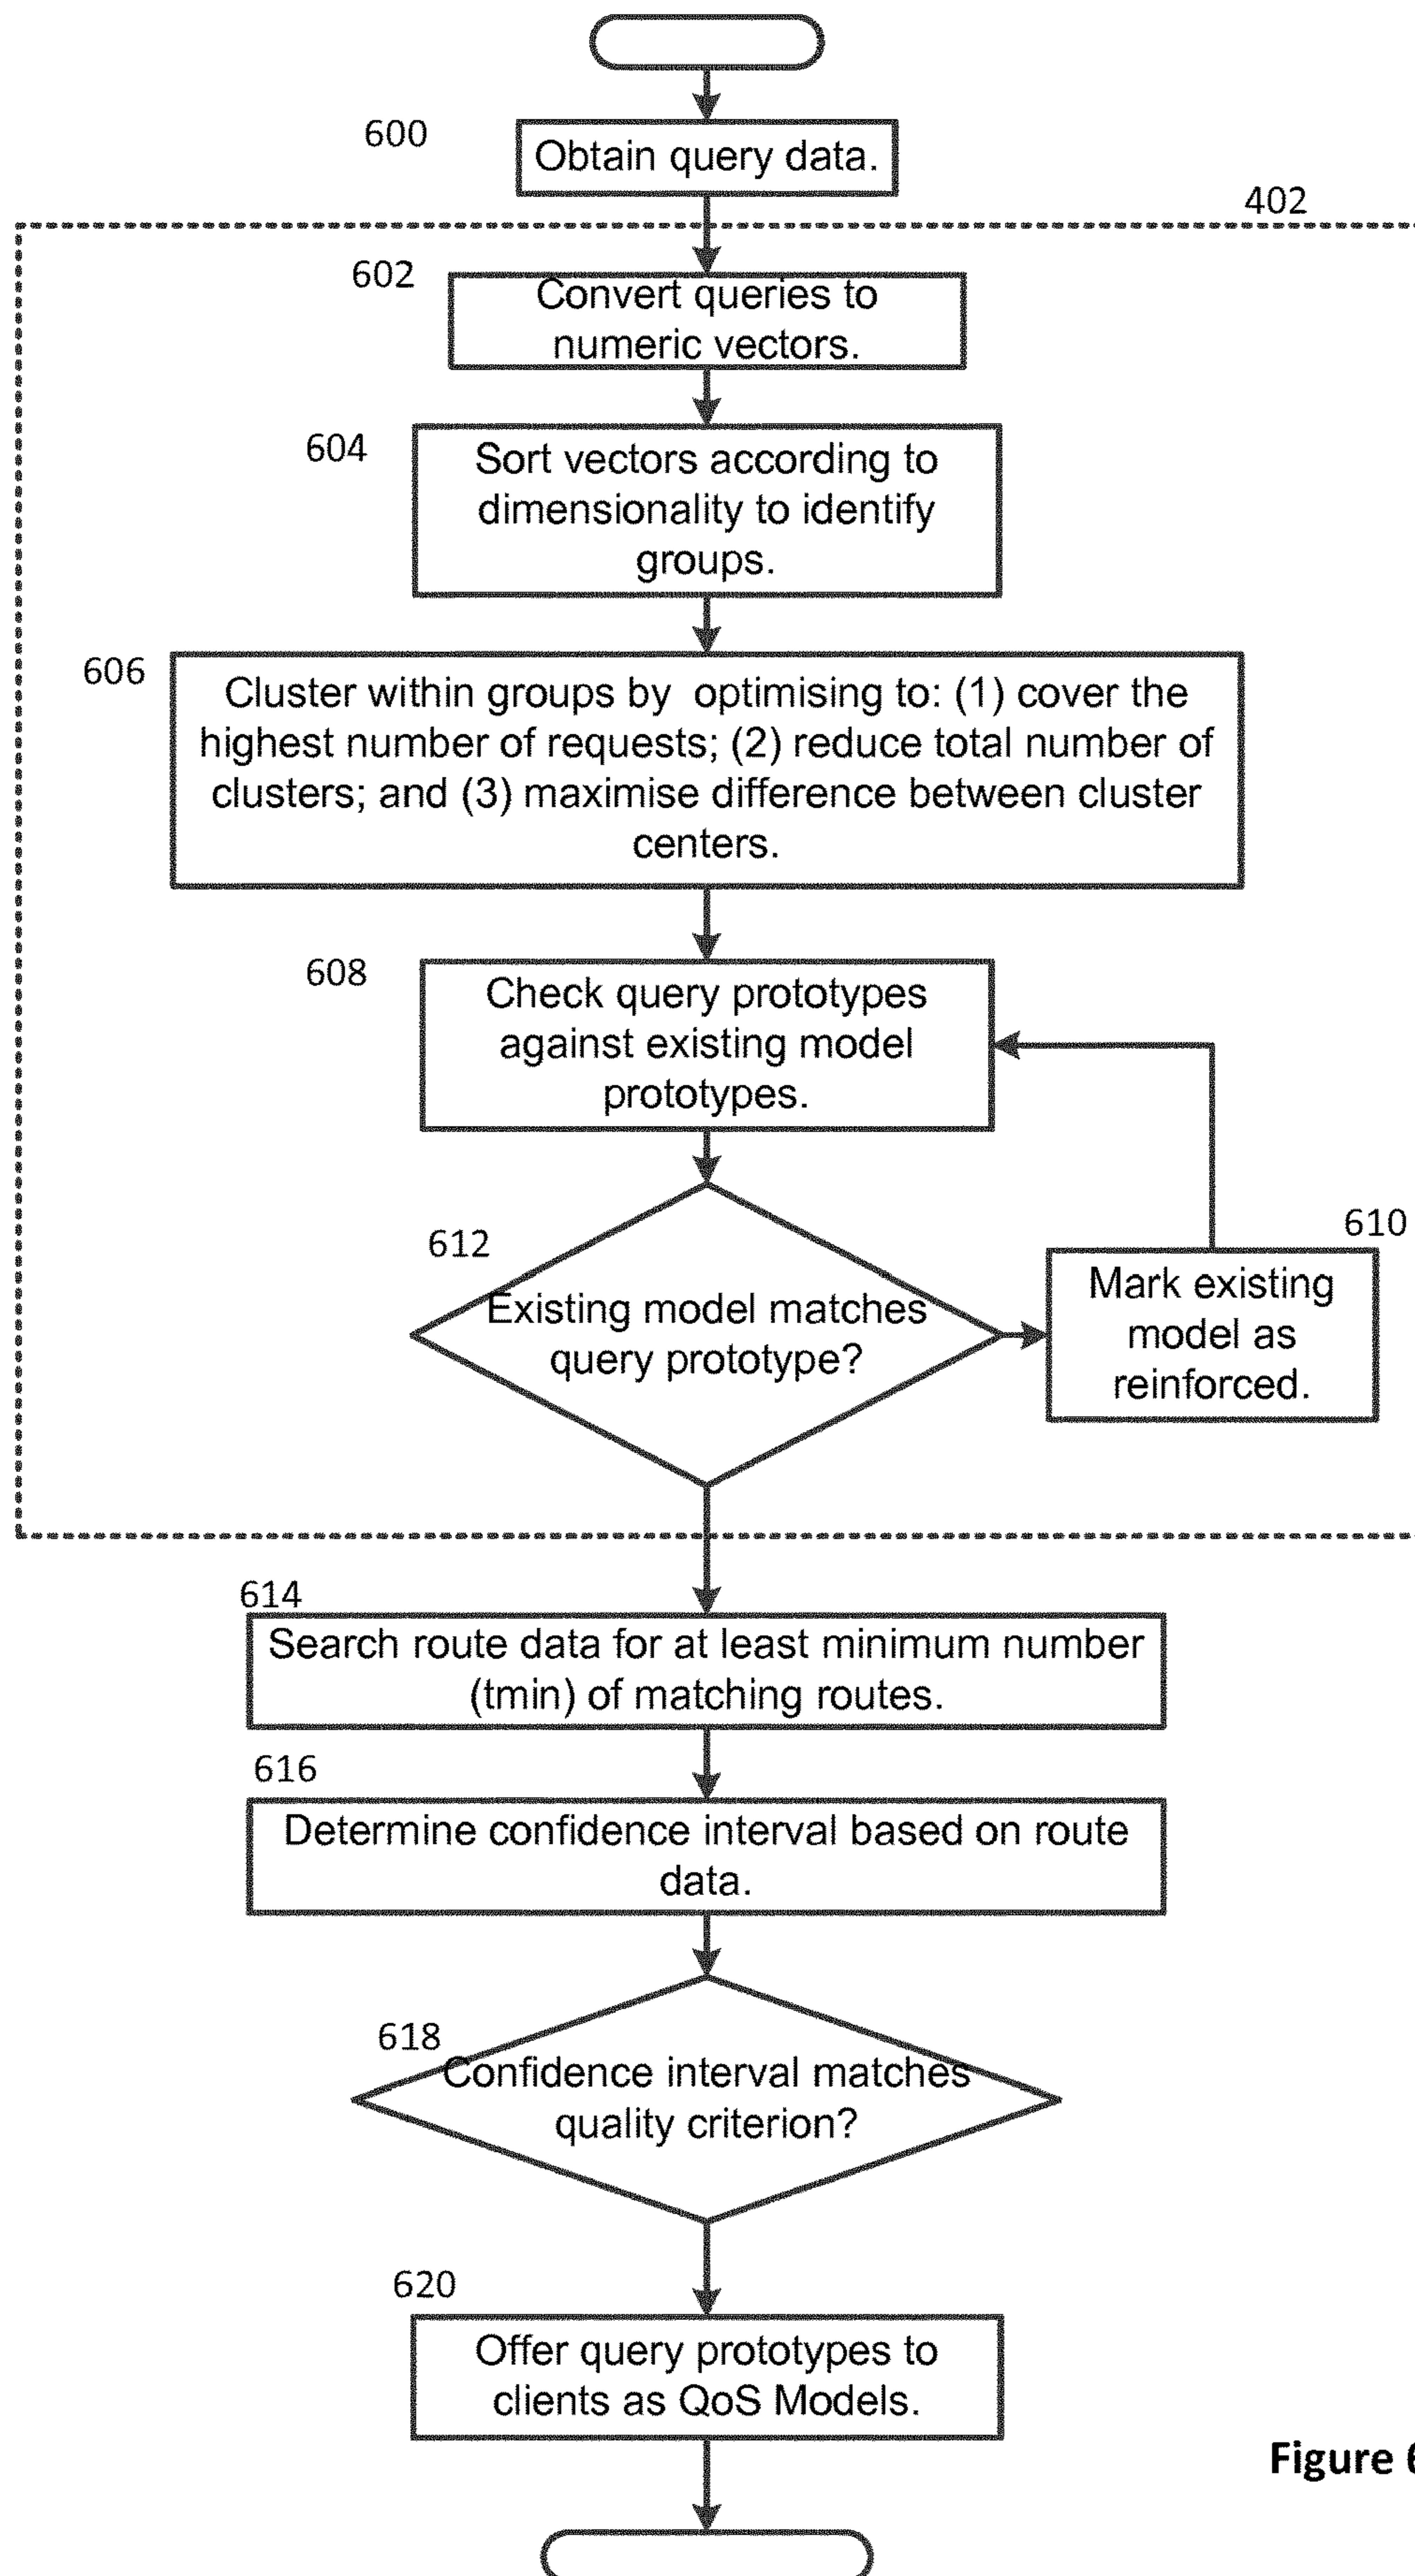 600
Obtain query data.
402
602
Convert queries to
numeric vectors.
604
Sort vectors according to
dimensionality to identify
groups.
606
Cluster within groups by optimising to: (1) cover the
highest number of requests; (2) reduce total number of
clusters; and (3) maximise difference between cluster
centers.
608
Check query prototypes
against existing model
prototypes.
612
Existing model matches
query prototype?
610
Mark existing
model as
reinforced.
614
Search route data for at least minimum number
(tmin) of matching routes.
616
Determine confidence interval based on route
data.
618
Confidence interval matches
quality criterion?
620
Offer query prototypes to
clients as QoS Models.
Figure 6